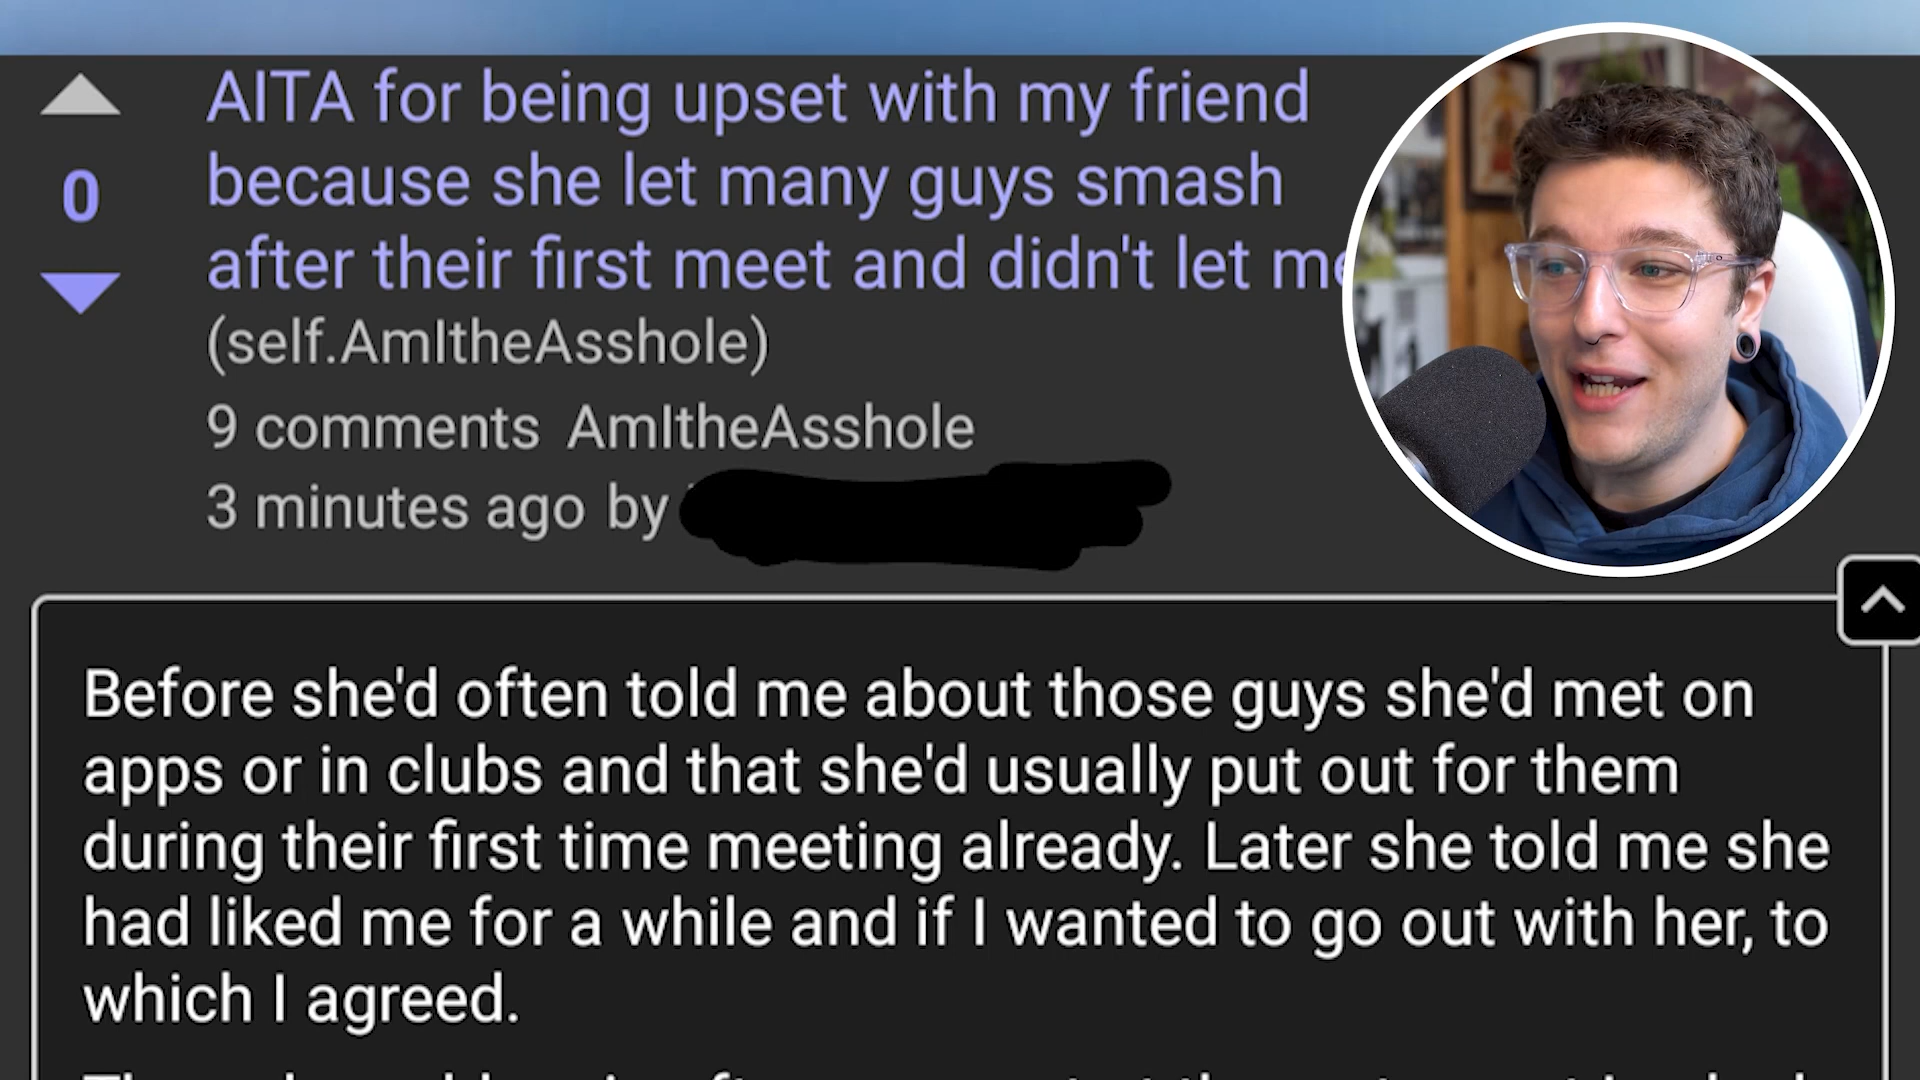 AITA for being upset with my friend
because she let many guys smash
after their first meet and didn't let me
(self.AmItheAsshole)
0
9 comments AmItheAsshole
3 minutes ago by
Before she'd often told me about those guys she'd met on
apps or in clubs and that she'd usually put out for them
during their first time meeting already. Later she told me she
had liked me for a while and if I wanted to go out with her, to
which I agreed.